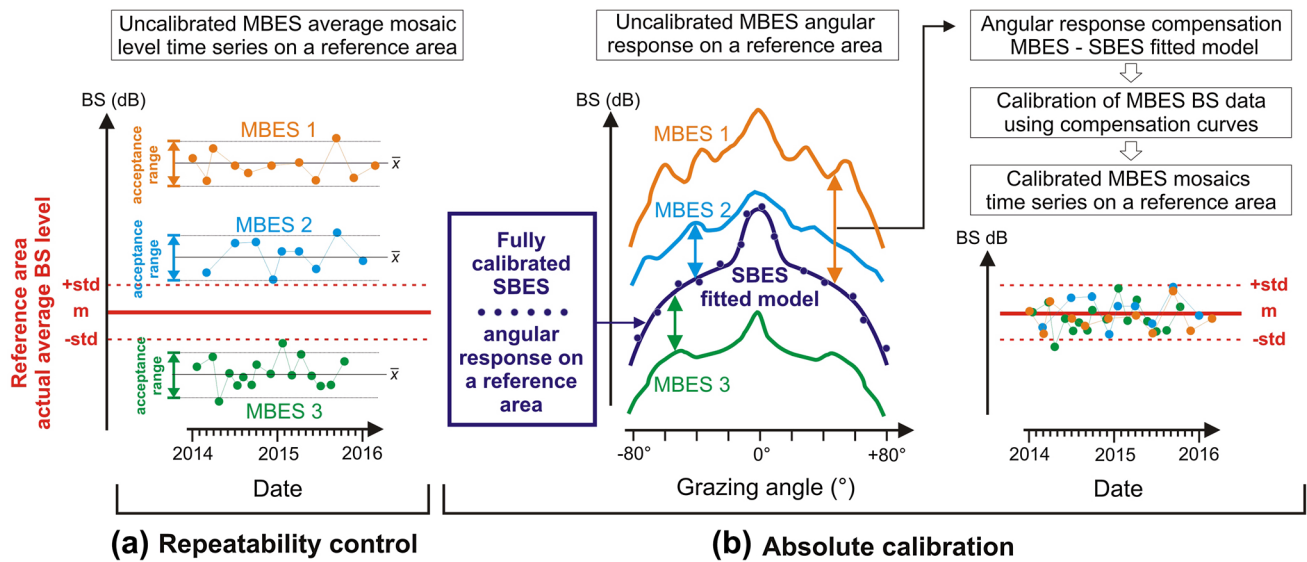 Uncalibrated MBES average mosaic
level time series on a reference area
BS (dB)
MBES 1
acceptance
range
x̄
MBES 2
acceptance
range
x̄
Reference area
actual average BS level
+std
m
-std
acceptance
range
x̄
MBES 3
2014
2015
2016
Date
(a) Repeatability control
Uncalibrated MBES angular
response on a reference area
BS (dB)
MBES 1
MBES 2
SBES
fitted model
MBES 3
Fully
calibrated
SBES
angular
response on
a reference
area
-80°
0°
+80°
Grazing angle (°)
Angular response compensation
MBES - SBES fitted model
Calibration of MBES BS data
using compensation curves
Calibrated MBES mosaics
time series on a reference area
BS dB
+std
m
-std
2014
2015
2016
Date
(b) Absolute calibration